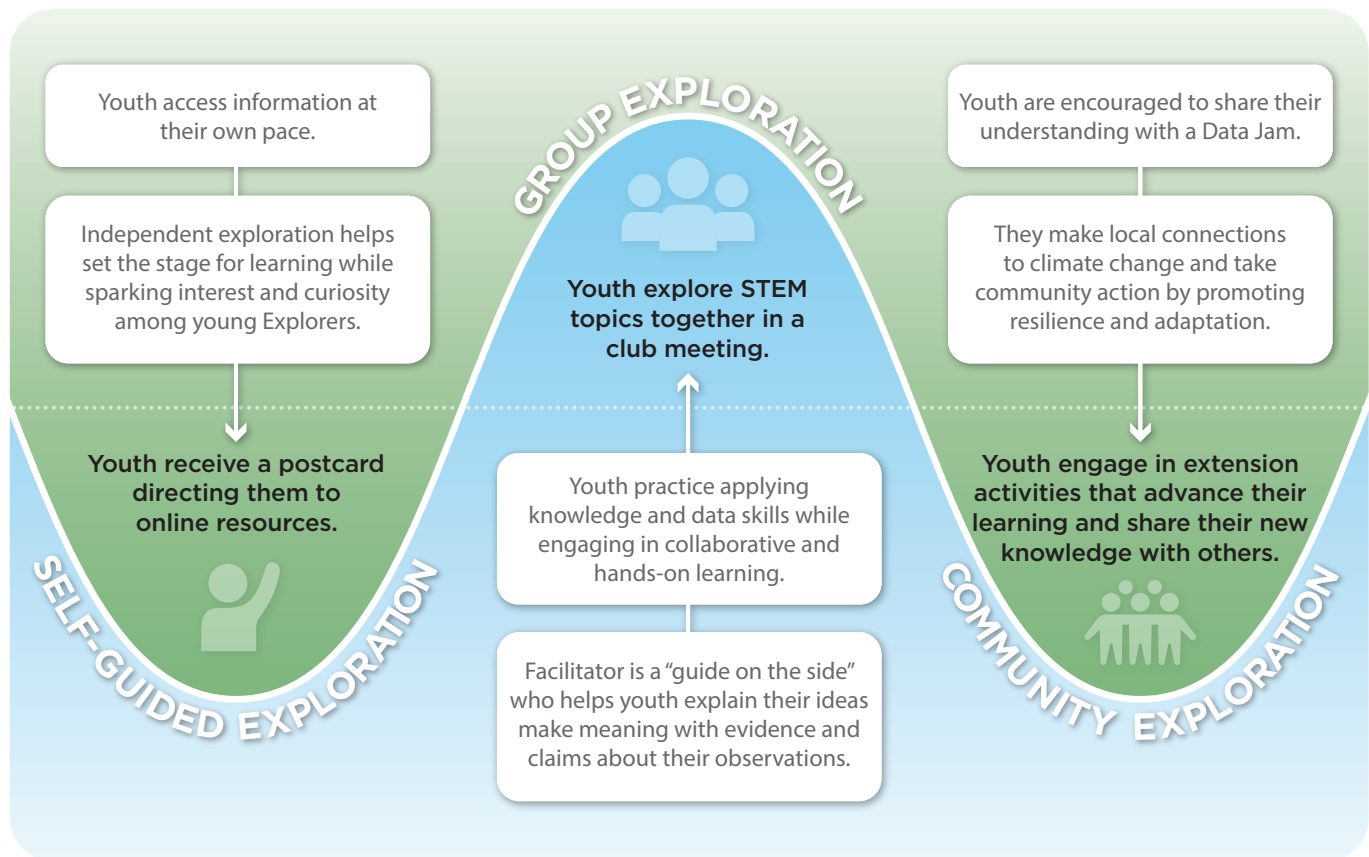 Youth access information at
their own pace.
Independent exploration helps
set the stage for learning while
sparking interest and curiosity
among young Explorers.
Youth receive a postcard
directing them to
online resources.
SELF-GUIDED EXPLORATION
GROUP EXPLORATION
Youth explore STEM
topics together in a
club meeting.
Youth practice applying
knowledge and data skills while
engaging in collaborative and
hands-on learning.
Facilitator is a “guide on the side”
who helps youth explain their ideas
make meaning with evidence and
claims about their observations.
Youth are encouraged to share their
understanding with a Data Jam.
They make local connections
to climate change and take
community action by promoting
resilience and adaptation.
Youth engage in extension
activities that advance their
learning and share their new
knowledge with others.
COMMUNITY EXPLORATION